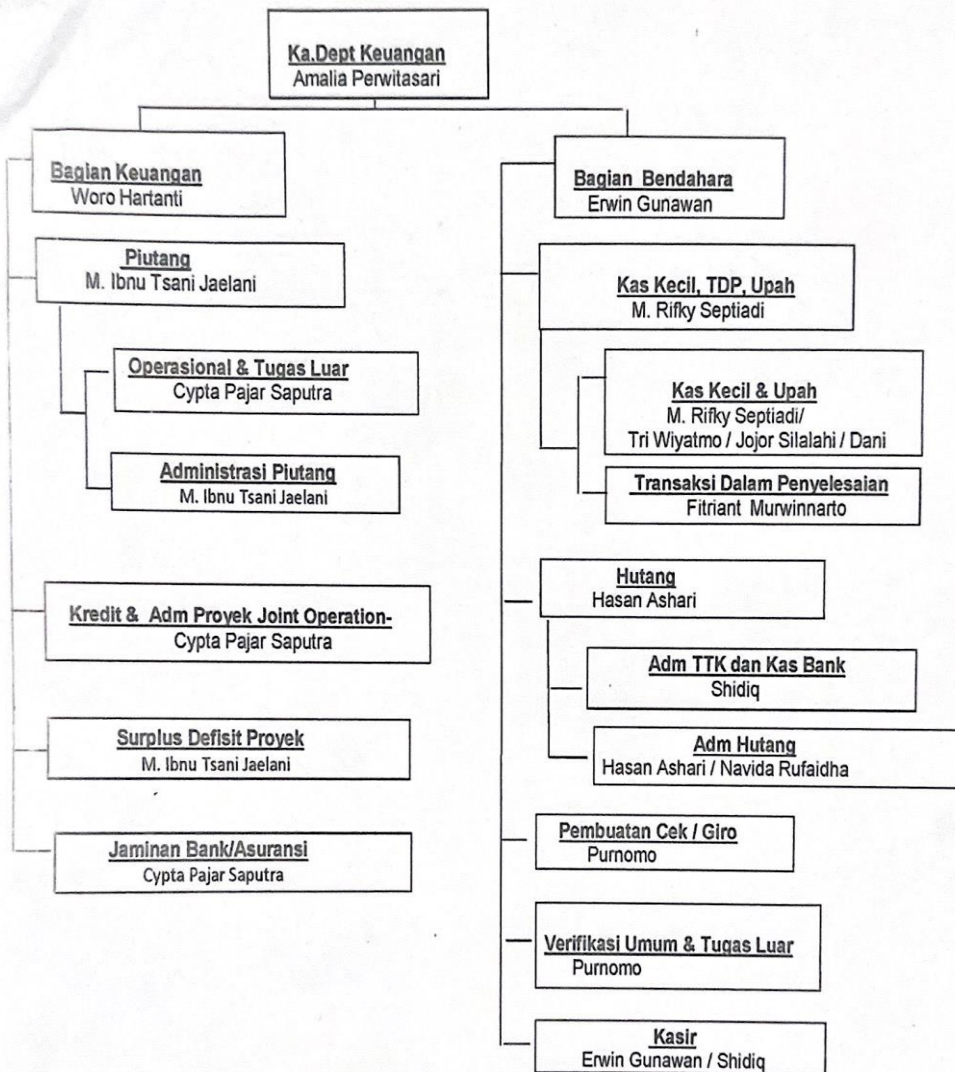 Ka.Dept Keuangan
Amalia Perwitasari
Bagian Keuangan
Woro Hartanti
Piutang
M. Ibnu Tsani Jaelani
Operasional & Tugas Luar
Cypta Pajar Saputra
Administrasi Piutang
M. Ibnu Tsani Jaelani
Kredit & Adm Proyek Joint Operation-
Cypta Pajar Saputra
Surplus Defisit Proyek
M. Ibnu Tsani Jaelani
Jaminan Bank/Asuransi
Cypta Pajar Saputra
Bagian Bendahara
Erwin Gunawan
Kas Kecil, TDP, Upah
M. Rifky Septiadi
Kas Kecil & Upah
M. Rifky Septiadi/
Tri Wiyatmo / Jojor Silalahi / Dani
Transaksi Dalam Penyelesaian
Fitriant Murwinnarto
Hutang
Hasan Ashari
Adm TTK dan Kas Bank
Shidiq
Adm Hutang
Hasan Ashari / Navida Rufaidha
Pembuatan Cek / Giro
Purnomo
Verifikasi Umum & Tugas Luar
Purnomo
Kasir
Erwin Gunawan / Shidiq